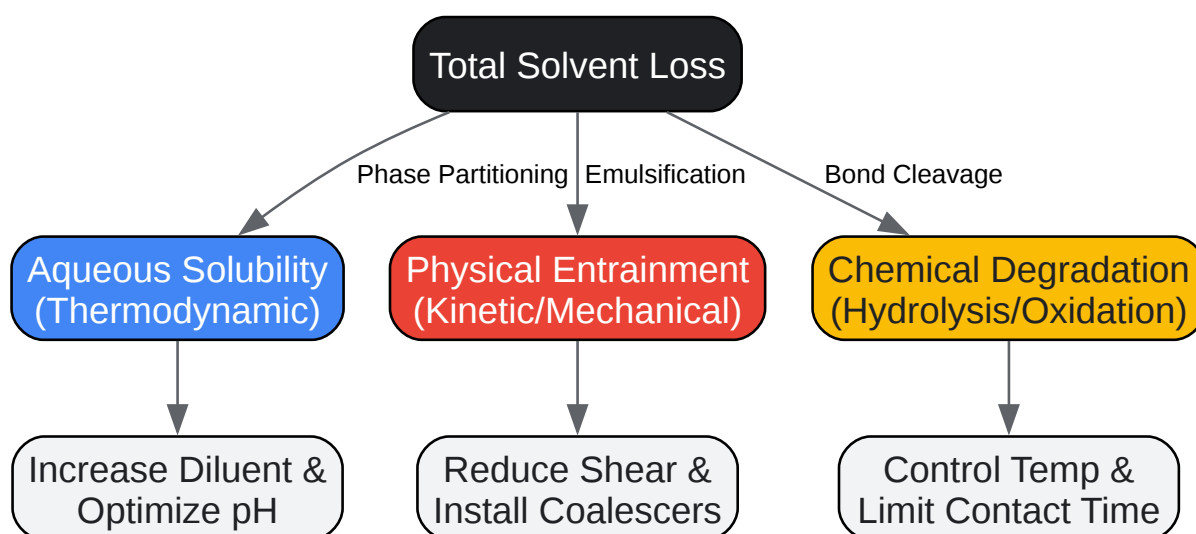 Total Solvent Loss
Phase Partitioning
Emulsification
Bond Cleavage
Aqueous Solubility
(Thermodynamic)
Physical Entrainment
(Kinetic/Mechanical)
Chemical Degradation
(Hydrolysis/Oxidation)
Increase Diluent &
Optimize pH
Reduce Shear &
Install Coalescers
Control Temp &
Limit Contact Time